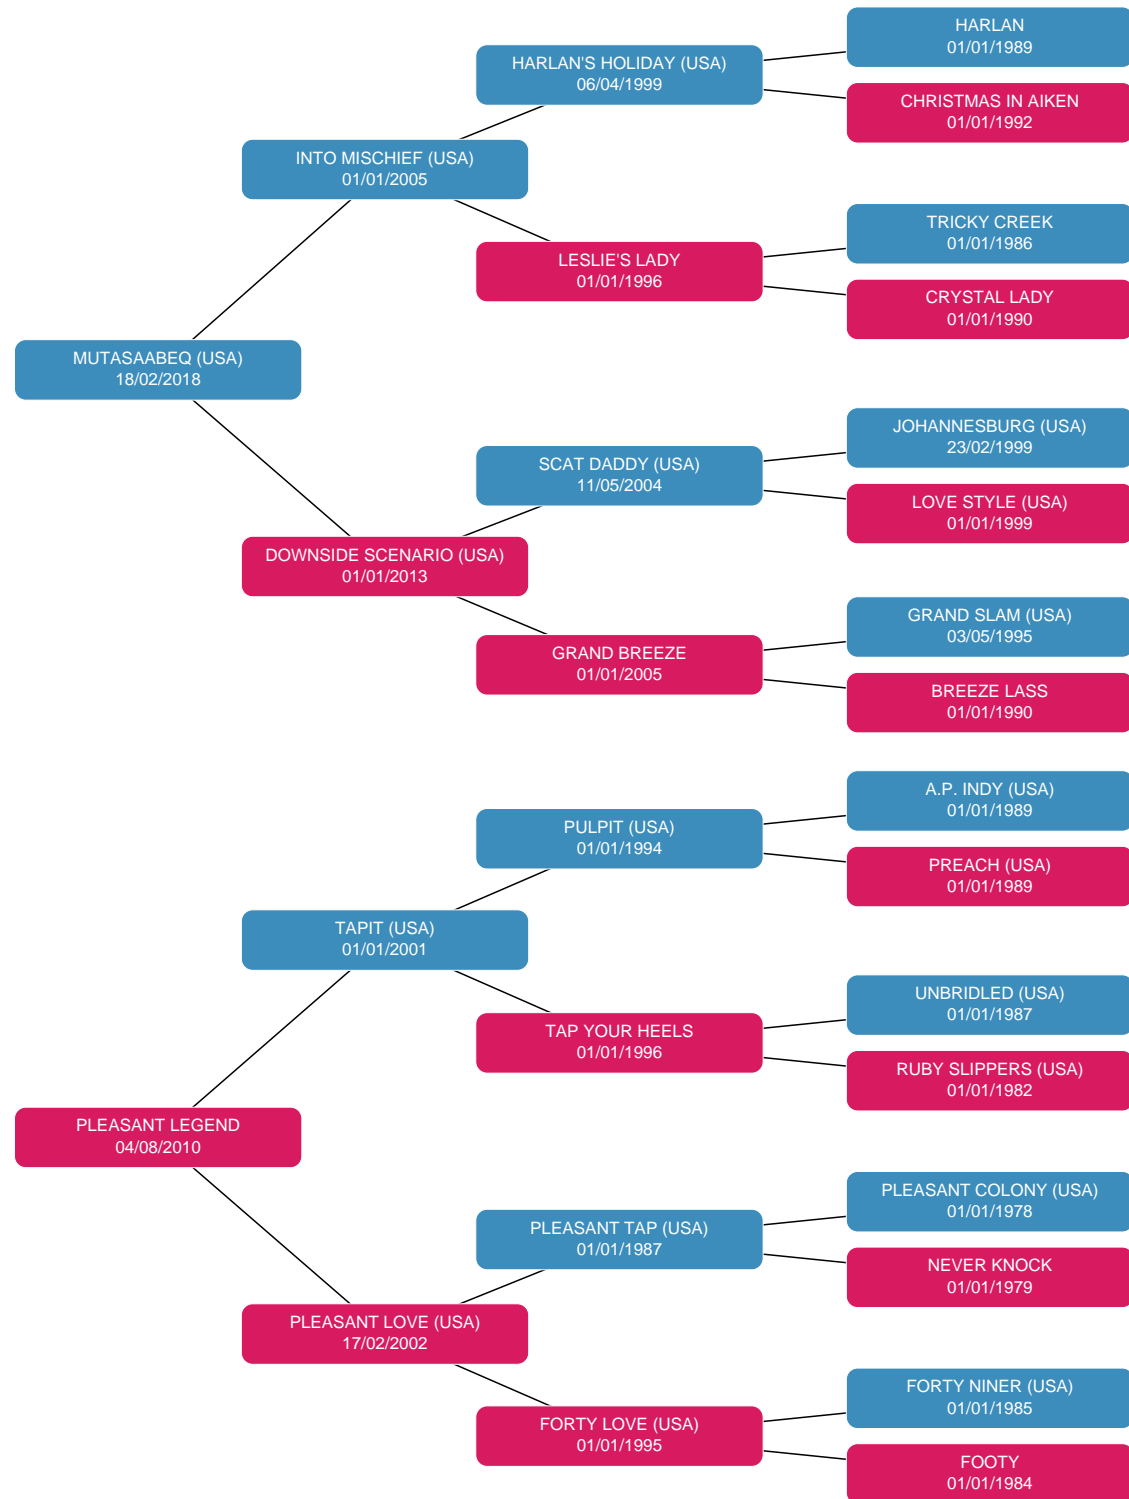 HARLAN
01/01/1989
HARLAN'S HOLIDAY (USA)
06/04/1999
CHRISTMAS IN AIKEN
01/01/1992
INTO MISCHIEF (USA)
01/01/2005
TRICKY CREEK
01/01/1986
LESLIE'S LADY
01/01/1996
CRYSTAL LADY
01/01/1990
MUTASAABEQ (USA)
18/02/2018
JOHANNESBURG (USA)
23/02/1999
SCAT DADDY (USA)
11/05/2004
LOVE STYLE (USA)
01/01/1999
DOWNSIDE SCENARIO (USA)
01/01/2013
GRAND SLAM (USA)
03/05/1995
GRAND BREEZE
01/01/2005
BREEZE LASS
01/01/1990
A.P. INDY (USA)
01/01/1989
PULPIT (USA)
01/01/1994
PREACH (USA)
01/01/1989
TAPIT (USA)
01/01/2001
UNBRIDLED (USA)
01/01/1987
TAP YOUR HEELS
01/01/1996
RUBY SLIPPERS (USA)
01/01/1982
PLEASANT LEGEND
04/08/2010
PLEASANT COLONY (USA)
01/01/1978
PLEASANT TAP (USA)
01/01/1987
NEVER KNOCK
01/01/1979
PLEASANT LOVE (USA)
17/02/2002
FORTY NINER (USA)
01/01/1985
FORTY LOVE (USA)
01/01/1995
FOOTY
01/01/1984